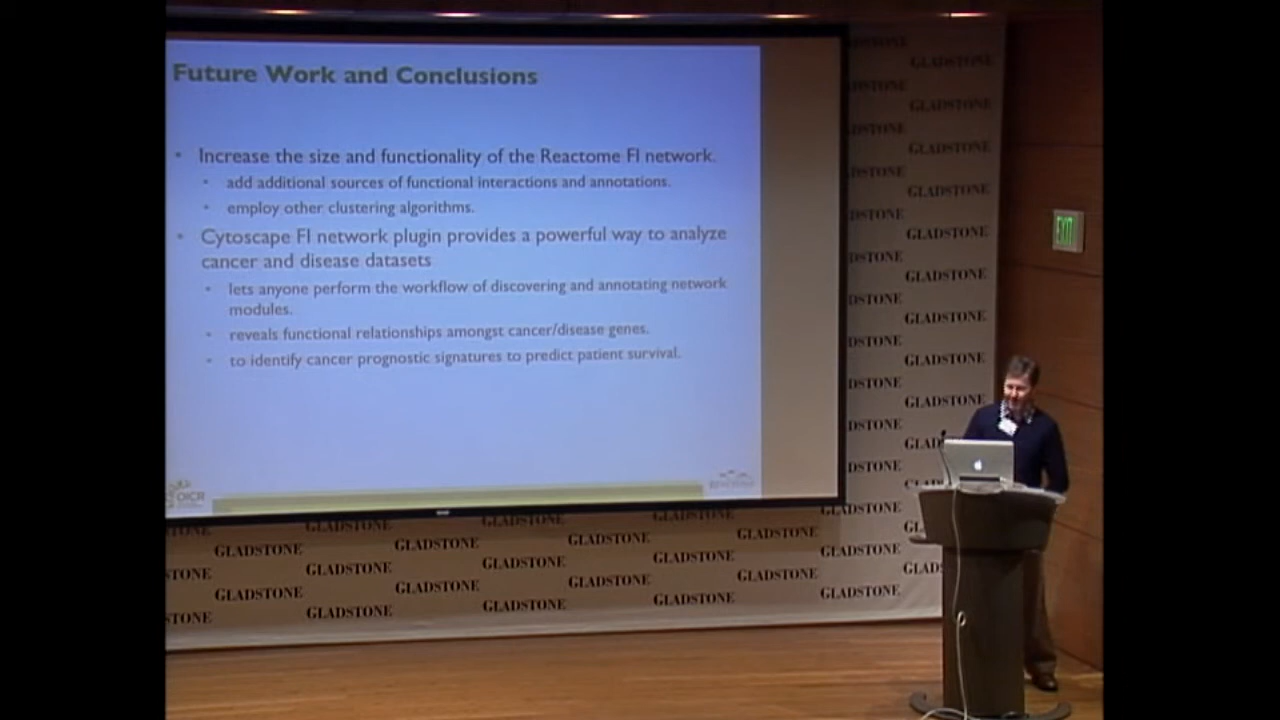 Future Work and Conclusions
Increase the size and functionality of the Reactome FI network.
add additional sources of functional interactions and annotations.
employ other clustering algorithms.
Cytoscape FI network plugin provides a powerful way to analyze
cancer and disease datasets
lets anyone perform the workflow of discovering and annotating network
modules.
reveals functional relationships amongst cancer/disease genes.
to identify cancer prognostic signatures to predict patient survival.
OICR
REACTOME
EXIT
GLADSTONE
GLADSTONE
GLADSTONE
GLADSTONE
GLADSTONE
GLADSTONE
GLADSTONE
GLADSTONE
GLADSTONE
GLADSTONE GLADSTONE GLADSTONE GLADSTONE GLADSTONE
GLADSTONE GLADSTONE GLADSTONE GLADSTONE
GLADSTONE GLADSTONE GLADSTONE GLADSTONE
GLADSTONE GLADSTONE GLADSTONE GLADSTONE
GLADSTONE GLADSTONE GLADSTONE GLADSTONE